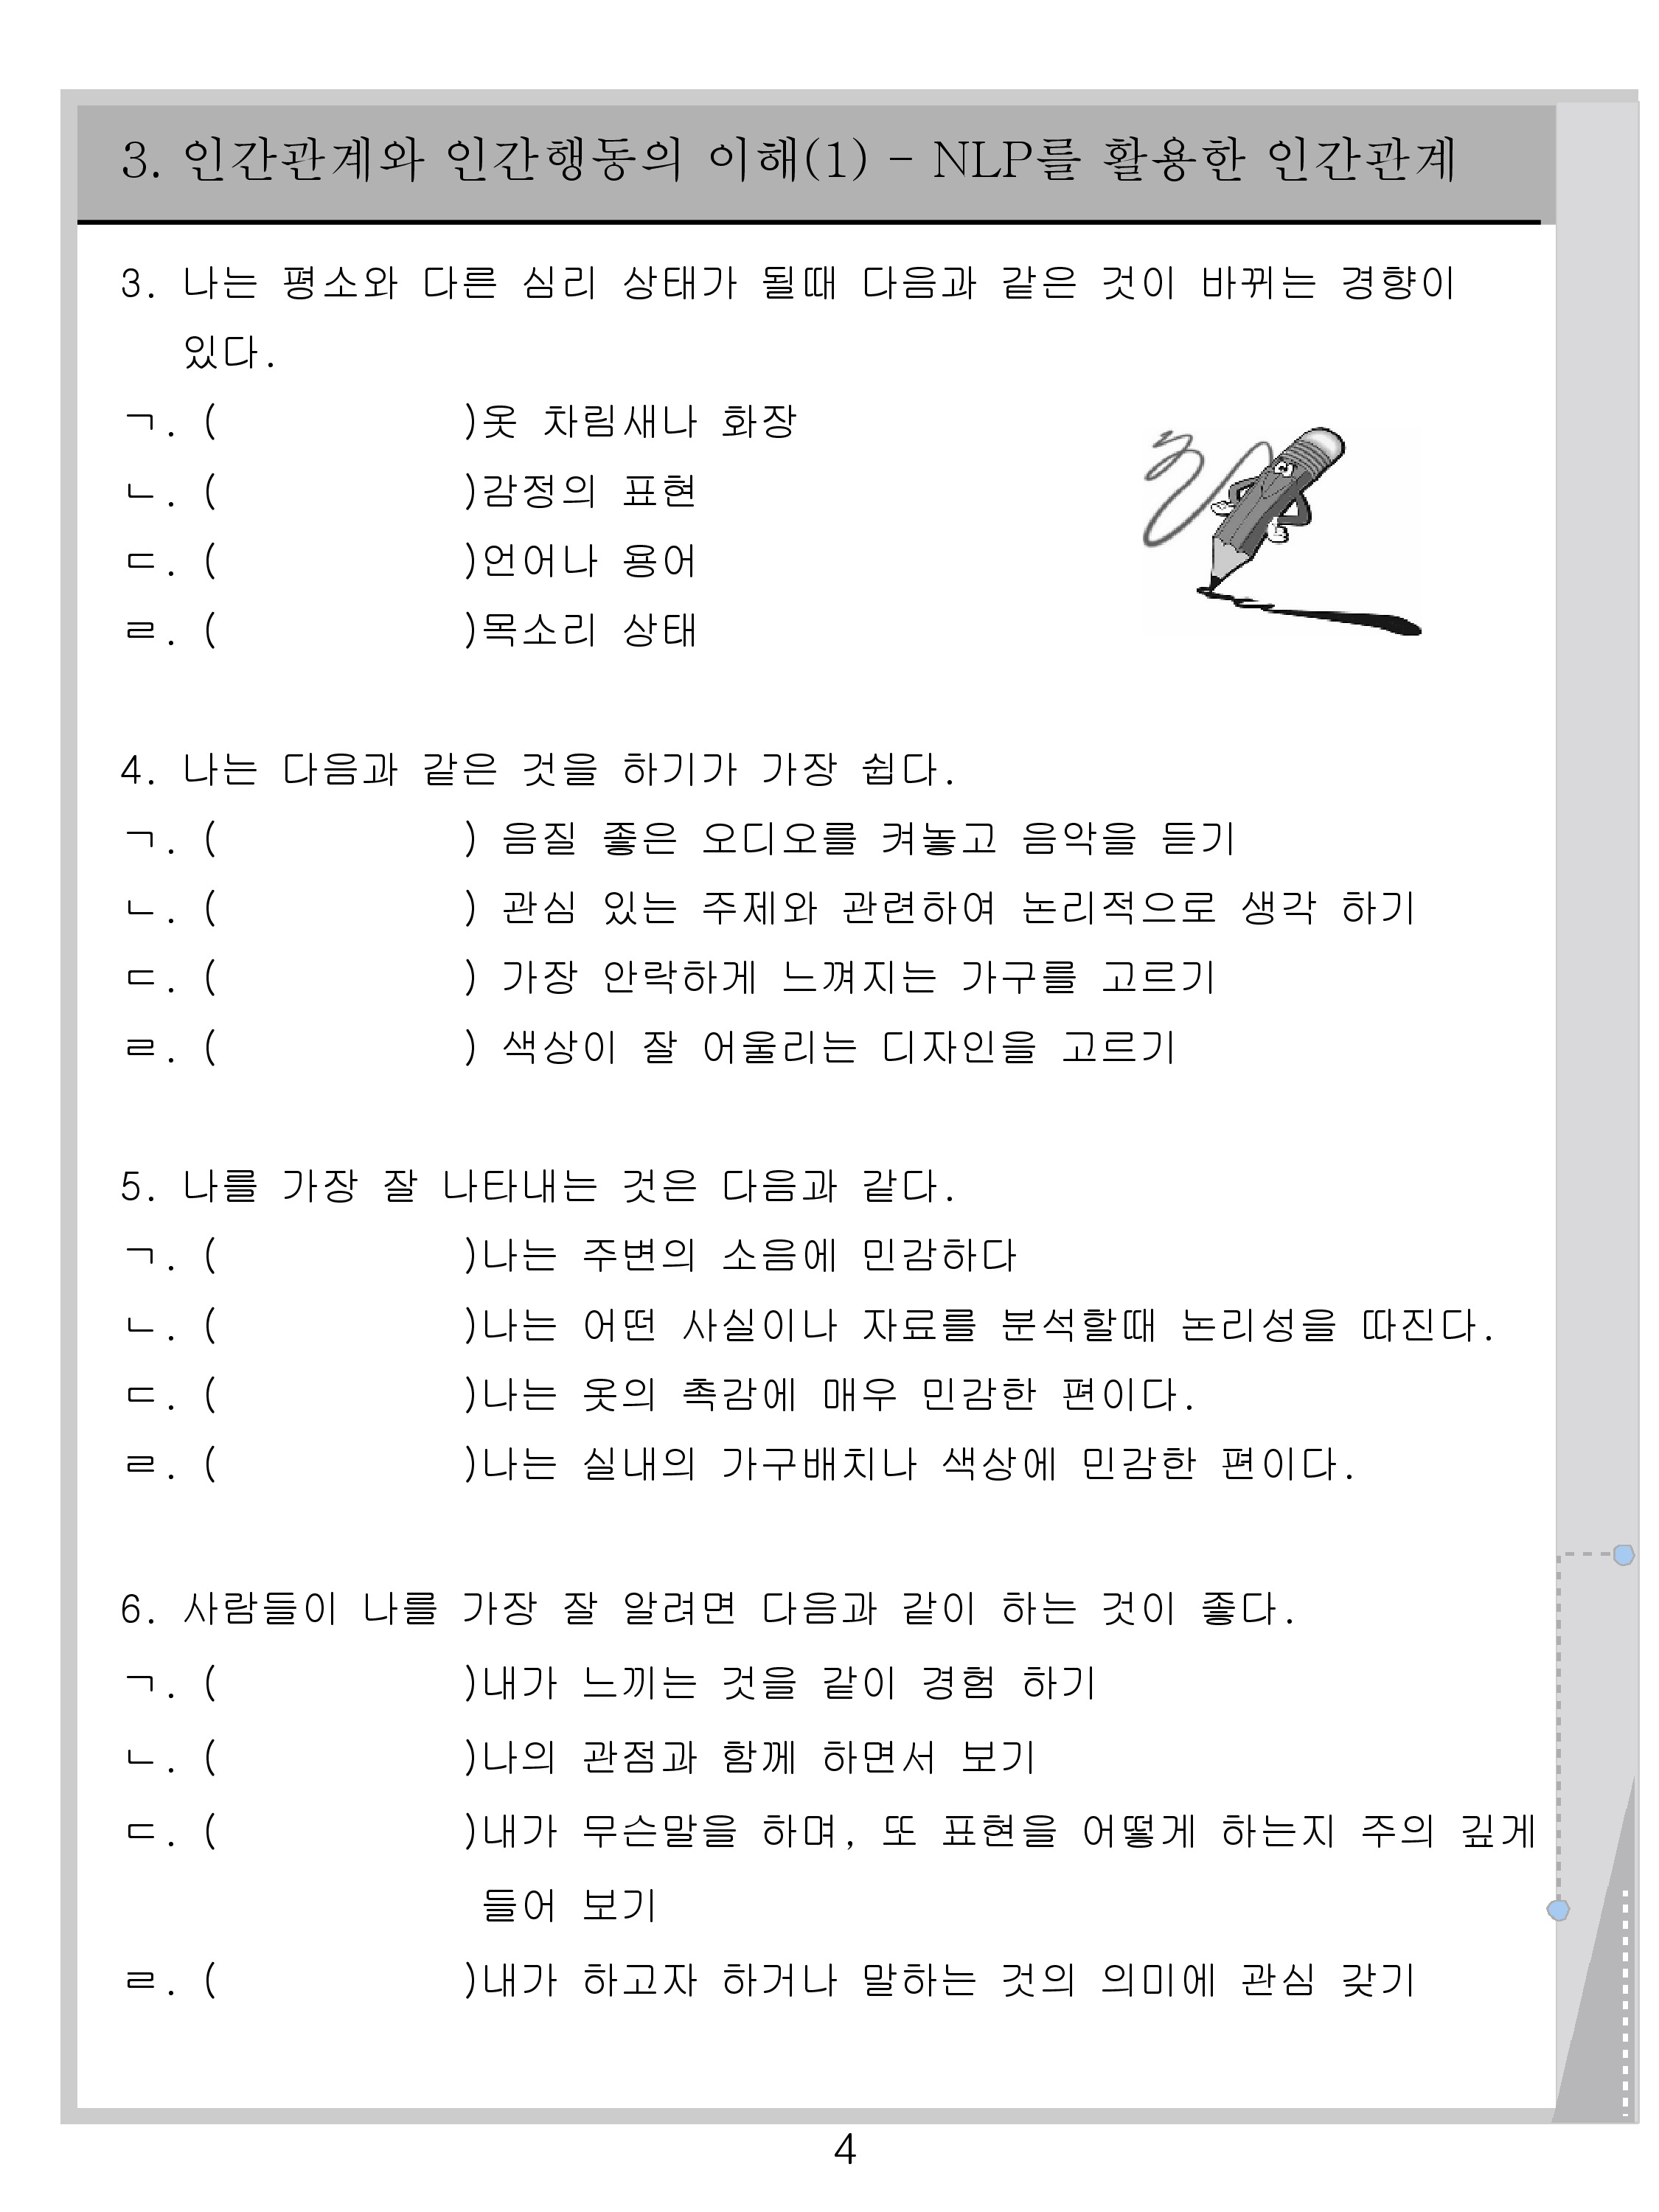 3. 인간관계와 인간행동의 이해(1) - NLP를 활용한 인간관계
3. 나는 평소와 다른 심리 상태가 될때 다음과 같은 것이 바뀌는 경향이
있다.
ㄱ. ( )옷 차림새나 화장
ㄴ. ( )감정의 표현
ㄷ. ( )언어나 용어
ㄹ. ( )목소리 상태
4. 나는 다음과 같은 것을 하기가 가장 쉽다.
ㄱ. ( ) 음질 좋은 오디오를 켜놓고 음악을 듣기
ㄴ. ( ) 관심 있는 주제와 관련하여 논리적으로 생각 하기
ㄷ. ( ) 가장 안락하게 느껴지는 가구를 고르기
ㄹ. ( ) 색상이 잘 어울리는 디자인을 고르기
5. 나를 가장 잘 나타내는 것은 다음과 같다.
ㄱ. ( )나는 주변의 소음에 민감하다
ㄴ. ( )나는 어떤 사실이나 자료를 분석할때 논리성을 따진다.
ㄷ. ( )나는 옷의 촉감에 매우 민감한 편이다.
ㄹ. ( )나는 실내의 가구배치나 색상에 민감한 편이다.
6. 사람들이 나를 가장 잘 알려면 다음과 같이 하는 것이 좋다.
ㄱ. ( )내가 느끼는 것을 같이 경험 하기
ㄴ. ( )나의 관점과 함께 하면서 보기
ㄷ. ( )내가 무슨말을 하며, 또 표현을 어떻게 하는지 주의 깊게
들어 보기
ㄹ. ( )내가 하고자 하거나 말하는 것의 의미에 관심 갖기
4